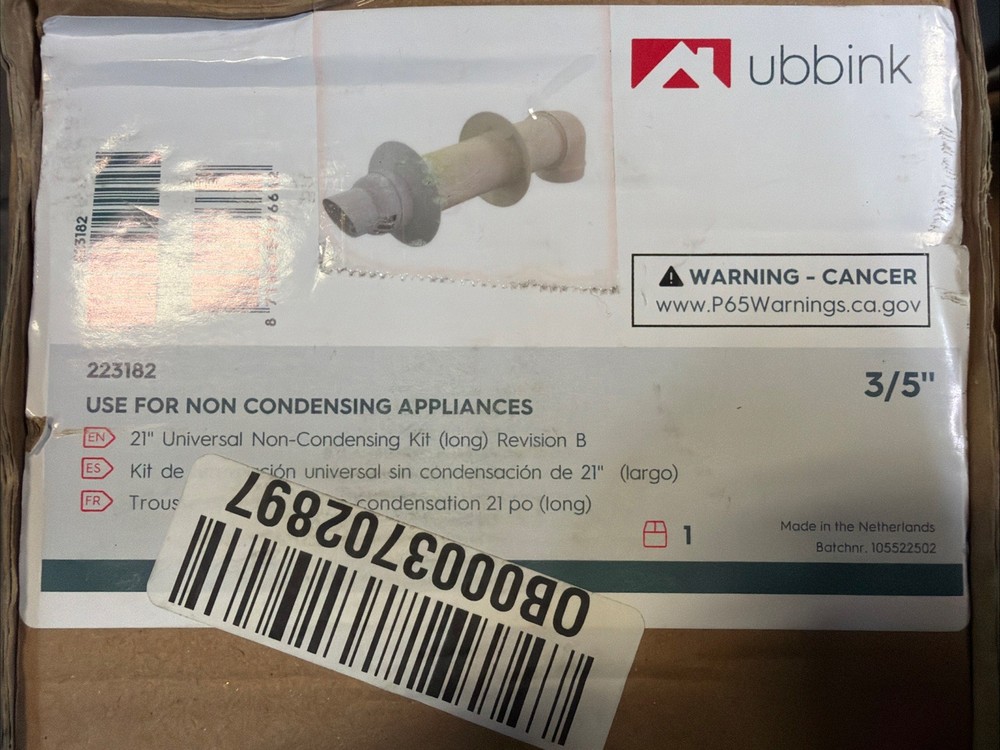 ubbink
3182
8
WARNING - CANCER
www.P65Warnings.ca.gov
223182
3/5"
USE FOR NON CONDENSING APPLIANCES
EN 21" Universal Non-Condensing Kit (long) Revision B
ES Kit de universal sin condensación de 21" (largo)
FR condensation 21 po (long)
1
Made in the Netherlands
Batchnr. 105522502
OB0003702897